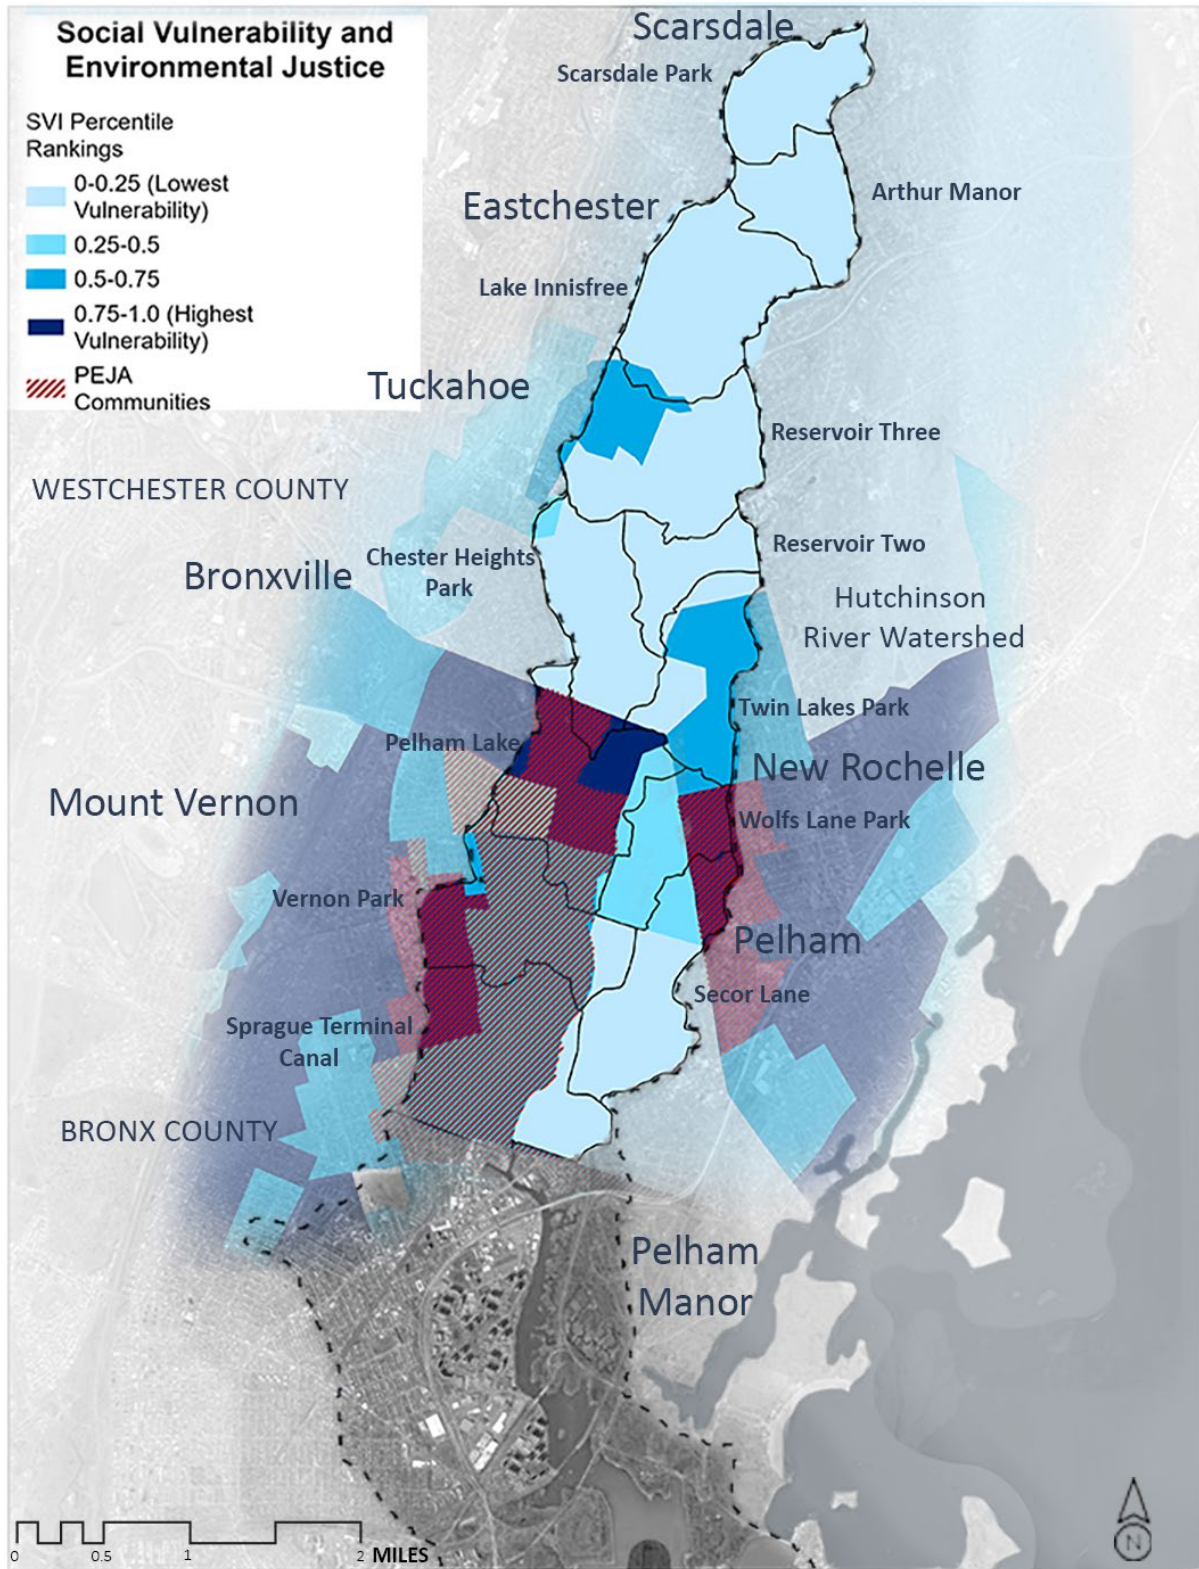 Social Vulnerability and
Environmental Justice
SVI Percentile
Rankings
0-0.25 (Lowest
Vulnerability)
0.25-0.5
0.5-0.75
0.75-1.0 (Highest
Vulnerability)
PEJA
Communities
Scarsdale
Scarsdale Park
Arthur Manor
Eastchester
Lake Innisfree
Tuckahoe
Reservoir Three
WESTCHESTER COUNTY
Reservoir Two
Chester Heights
Park
Bronxville
Hutchinson
River Watershed
Twin Lakes Park
Pelham Lake
New Rochelle
Mount Vernon
Wolfs Lane Park
Vernon Park
Pelham
Secor Lane
Sprague Terminal
Canal
BRONX COUNTY
Pelham
Manor
0 0.5 1 2 MILES
N